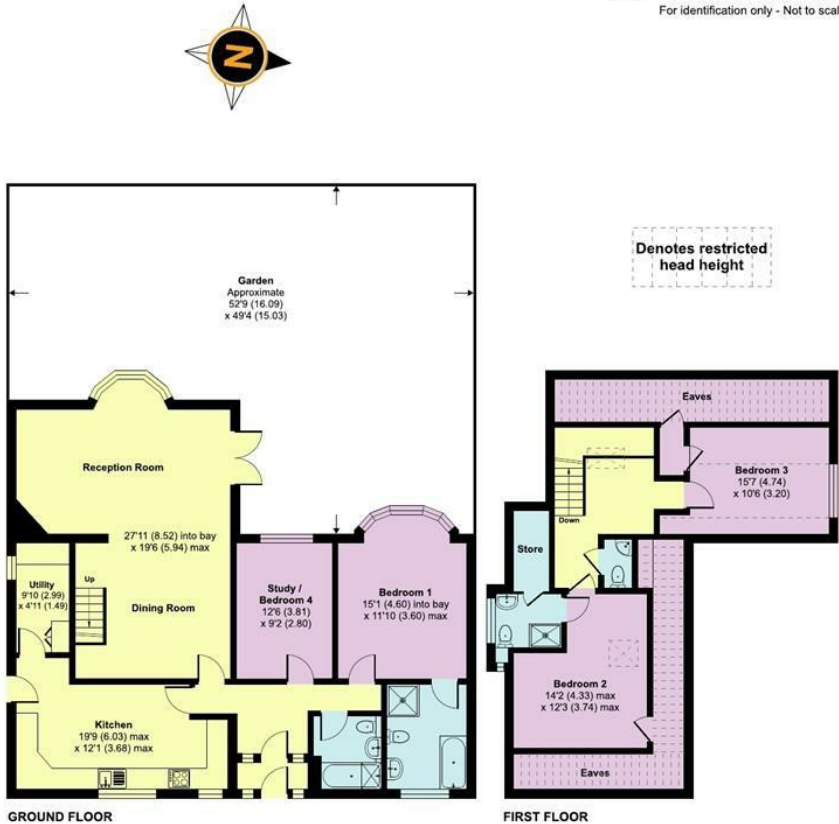 For identification only - Not to scal
N
Garden
Approximate
52'9 (16.09)
x 49'4 (15.03)
Denotes restricted
head height
Reception Room
27'11 (8.52) into bay
x 19'6 (5.94) max
Utility
9'10 (2.99)
x 4'11 (1.49)
Up
Dining Room
Study /
Bedroom 4
12'6 (3.81)
x 9'2 (2.80)
Bedroom 1
15'1 (4.60) into bay
x 11'10 (3.60) max
Kitchen
19'9 (6.03) max
x 12'1 (3.68) max
GROUND FLOOR
Eaves
Bedroom 3
15'7 (4.74)
x 10'6 (3.20)
Down
Store
Bedroom 2
14'2 (4.33) max
x 12'3 (3.74) max
Eaves
FIRST FLOOR